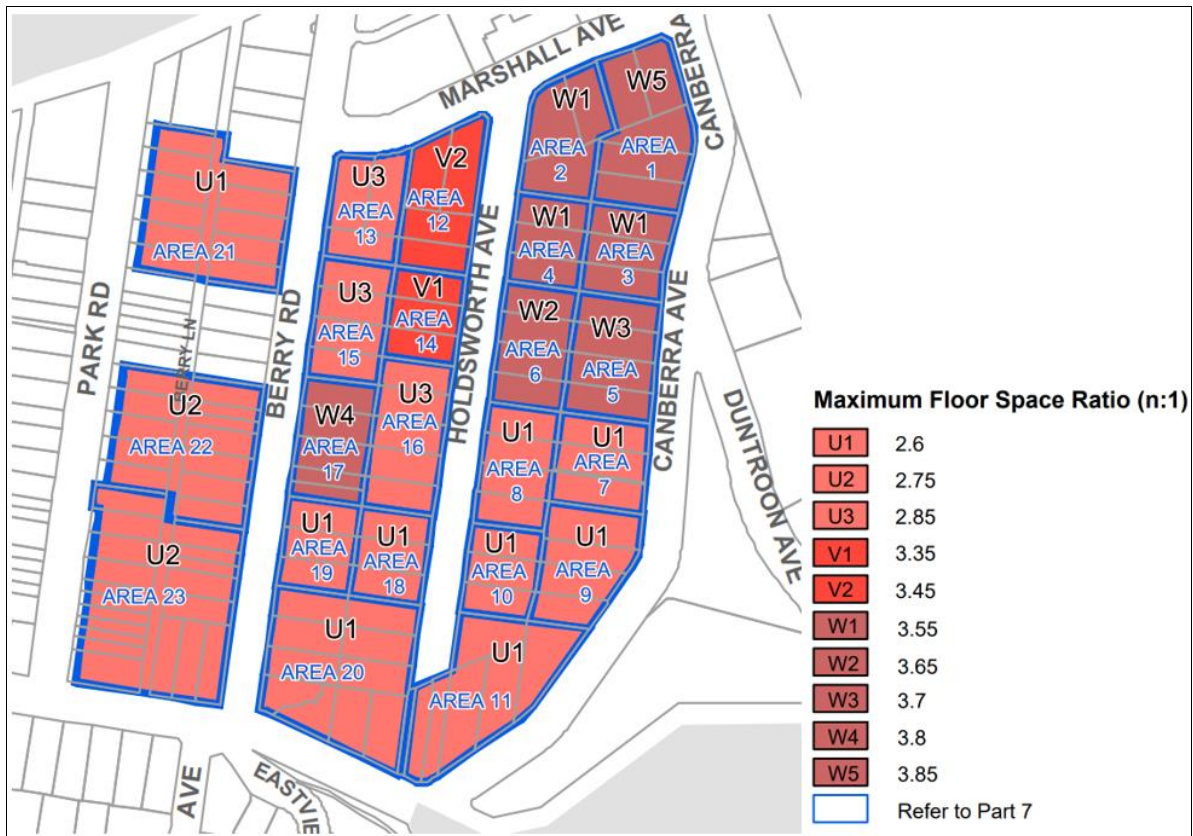 MARSHALL AVE
CANBERRA
W5
W1
AREA
2
AREA
1
V2
AREA
12
U3
AREA
13
U1
AREA 21
W1
AREA
4
W1
AREA
3
HOLDSWORTH AVE
CANBERRA AVE
PARK RD
BERRY LN
BERRY RD
U3
AREA
15
V1
AREA
14
W2
AREA
6
W3
AREA
5
U2
AREA 22
W4
AREA
17
U3
AREA
16
U1
AREA
8
U1
AREA
7
DUNTROON AVE
U2
AREA 23
U1
AREA
19
U1
AREA
18
U1
AREA
10
U1
AREA
9
U1
AREA 20
U1
AREA 11
AVE
EASTVIE
Maximum Floor Space Ratio (n:1)
U1 2.6
U2 2.75
U3 2.85
V1 3.35
V2 3.45
W1 3.55
W2 3.65
W3 3.7
W4 3.8
W5 3.85
Refer to Part 7